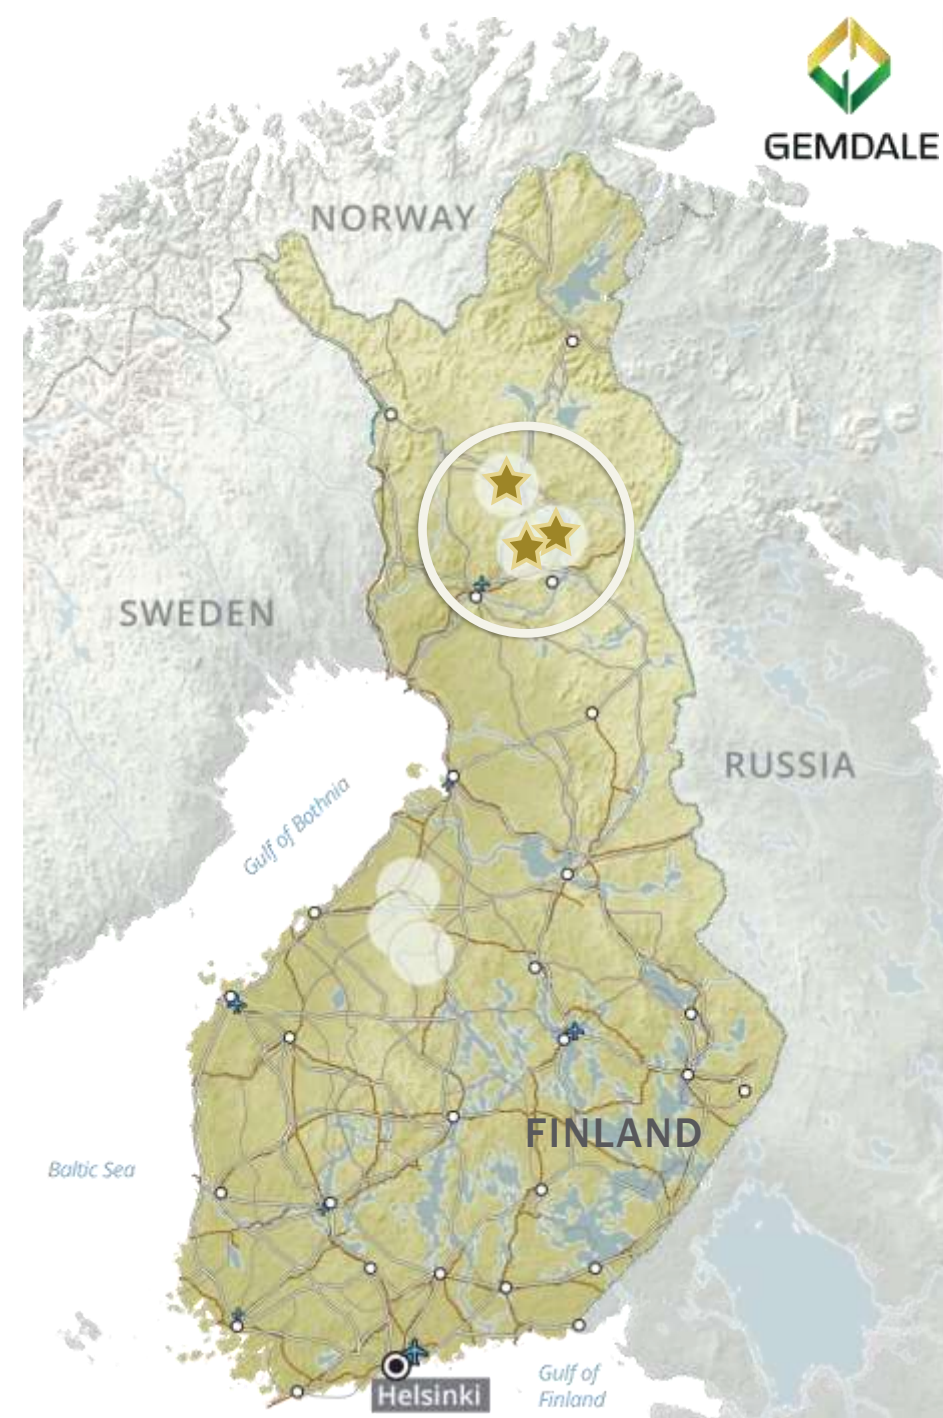 GEMDALE
NORWAY
SWEDEN
RUSSIA
Gulf of Bothnia
FINLAND
Baltic Sea
Gulf of
Finland
Helsinki